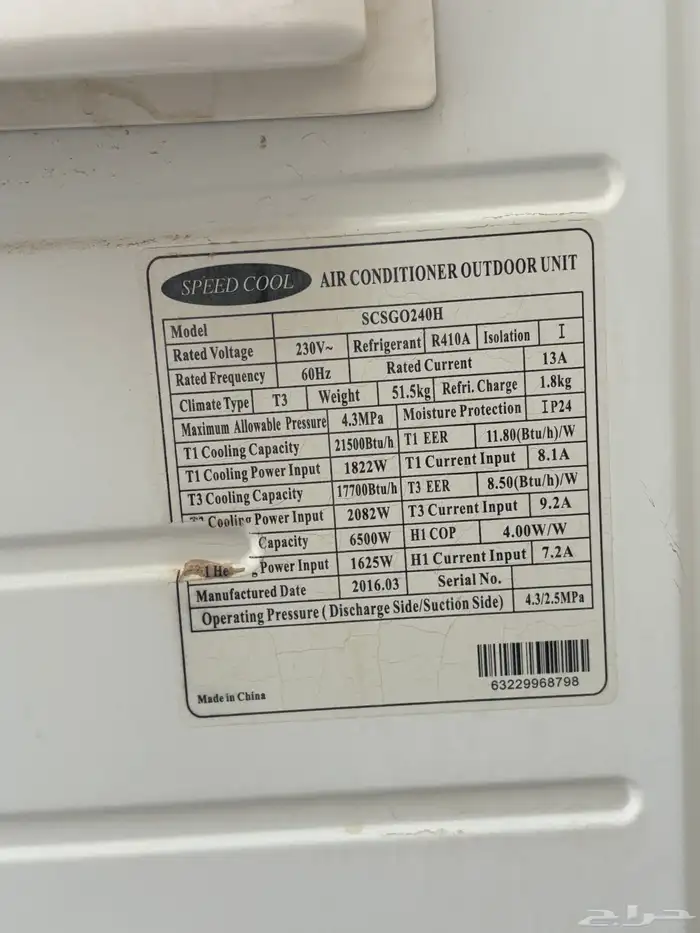 SPEED COOL AIR CONDITIONER OUTDOOR UNIT
Model SCSGO240H
Rated Voltage 230V~ Refrigerant R410A Isolation I
Rated Frequency 60Hz Rated Current 13A
Climate Type T3 Weight 51.5kg Refri. Charge 1.8kg
Maximum Allowable Pressure 4.3MPa Moisture Protection IP24
T1 Cooling Capacity 21500Btu/h T1 EER 11.80(Btu/h)/W
T1 Cooling Power Input 1822W T1 Current Input 8.1A
T3 Cooling Capacity 17700Btu/h T3 EER 8.50(Btu/h)/W
Cooling Power Input 2082W T3 Current Input 9.2A
Capacity 6500W H1 COP 4.00W/W
Power Input 1625W H1 Current Input 7.2A
Manufactured Date 2016.03 Serial No.
Operating Pressure ( Discharge Side/Suction Side) 4.3/2.5MPa
63229968798
Made in China
حراج